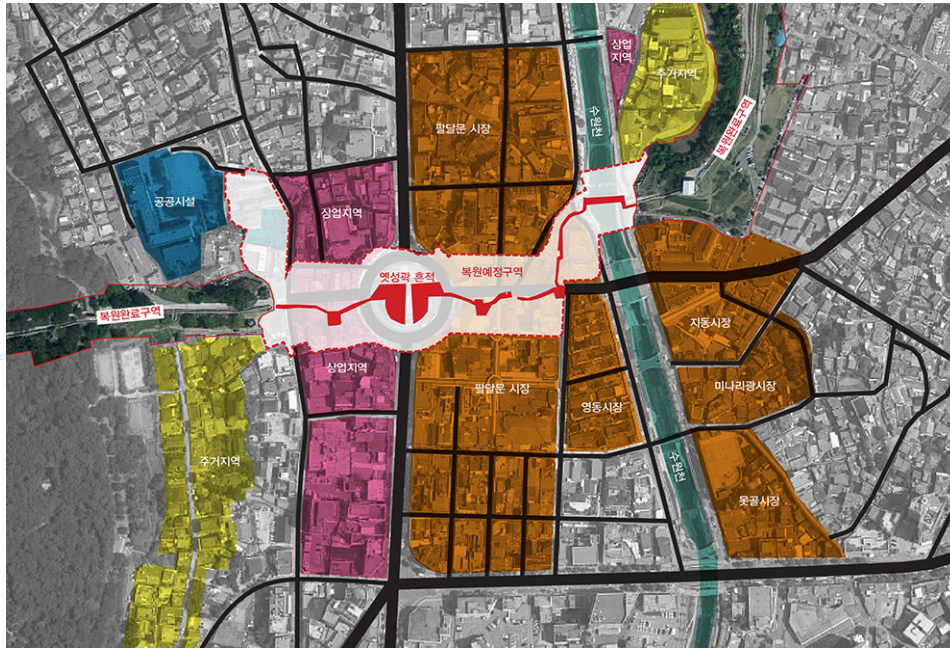 상업
지역
주거지역
수원천
복원완료구역
팔달문 시장
공공시설
상업지역
옛성곽 흔적
복원예정구역
복원완료구역
지동시장
상업지역
팔달문 시장
미나리광시장
영동시장
주거지역
수원천
못골시장